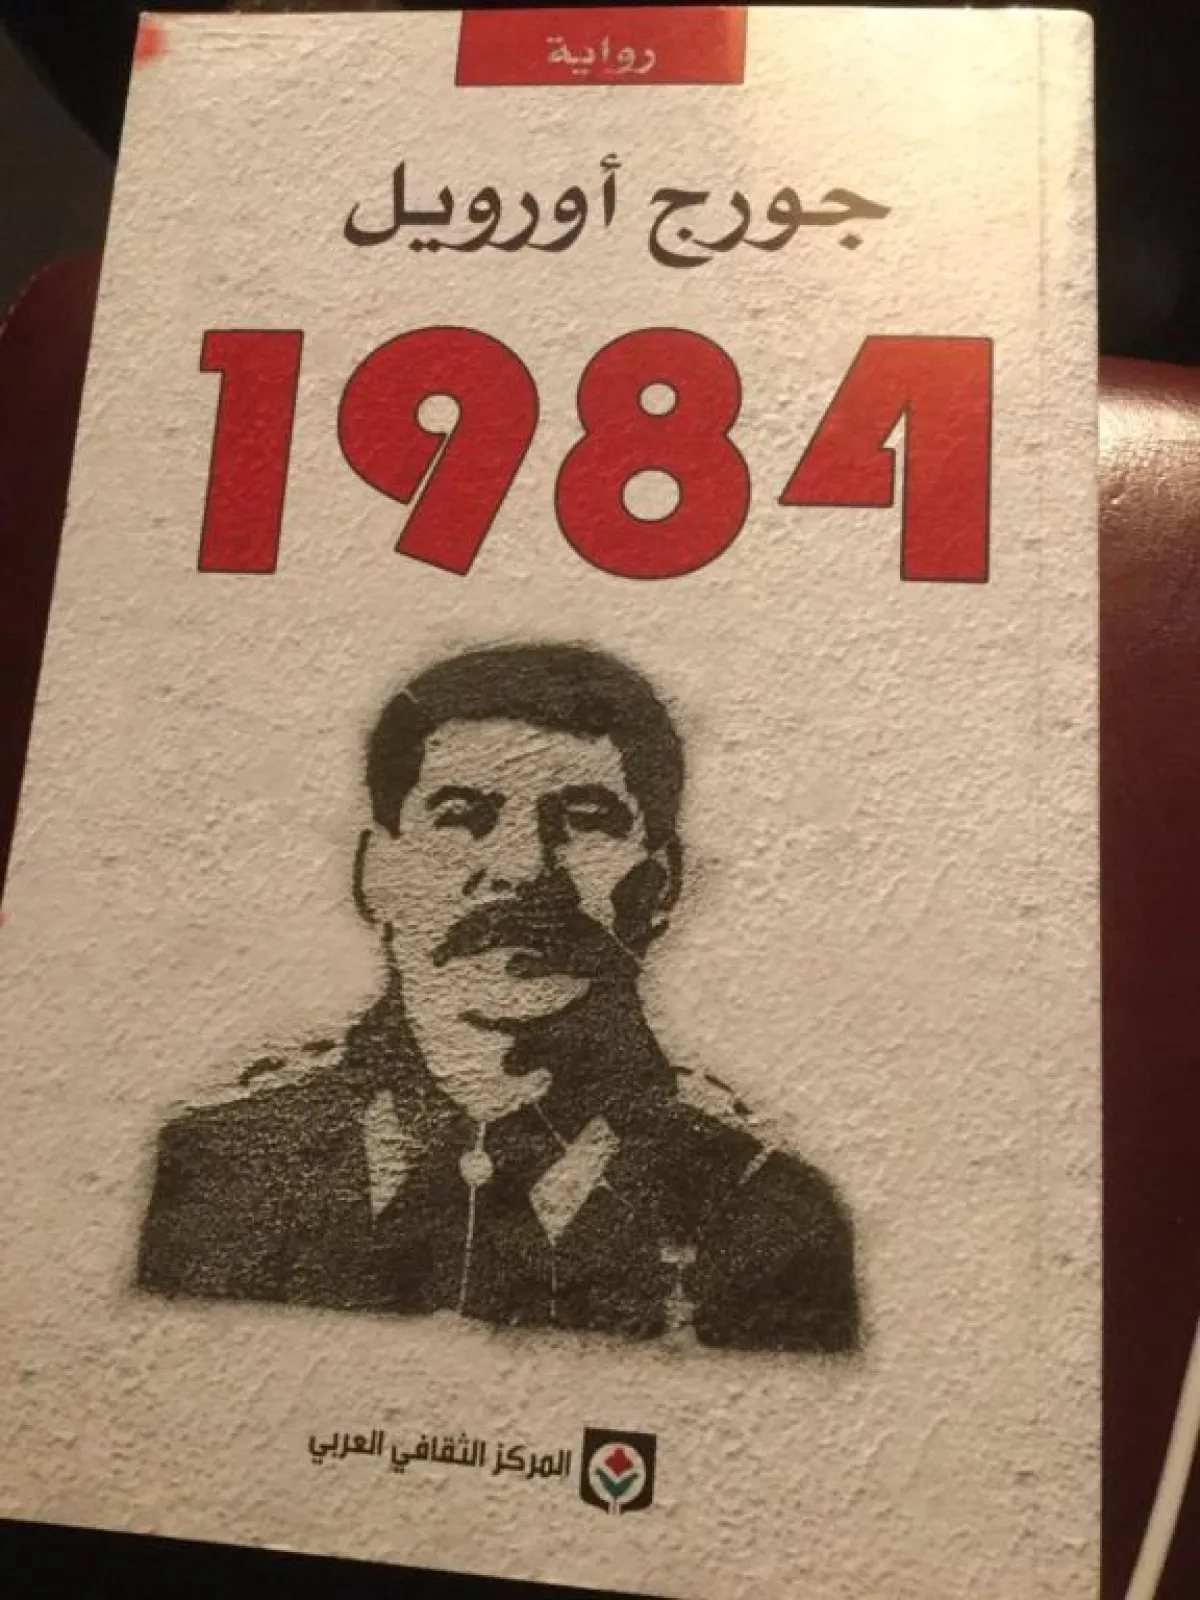 رواية
جورج أورويل
1984
المركز الثقافي العربي